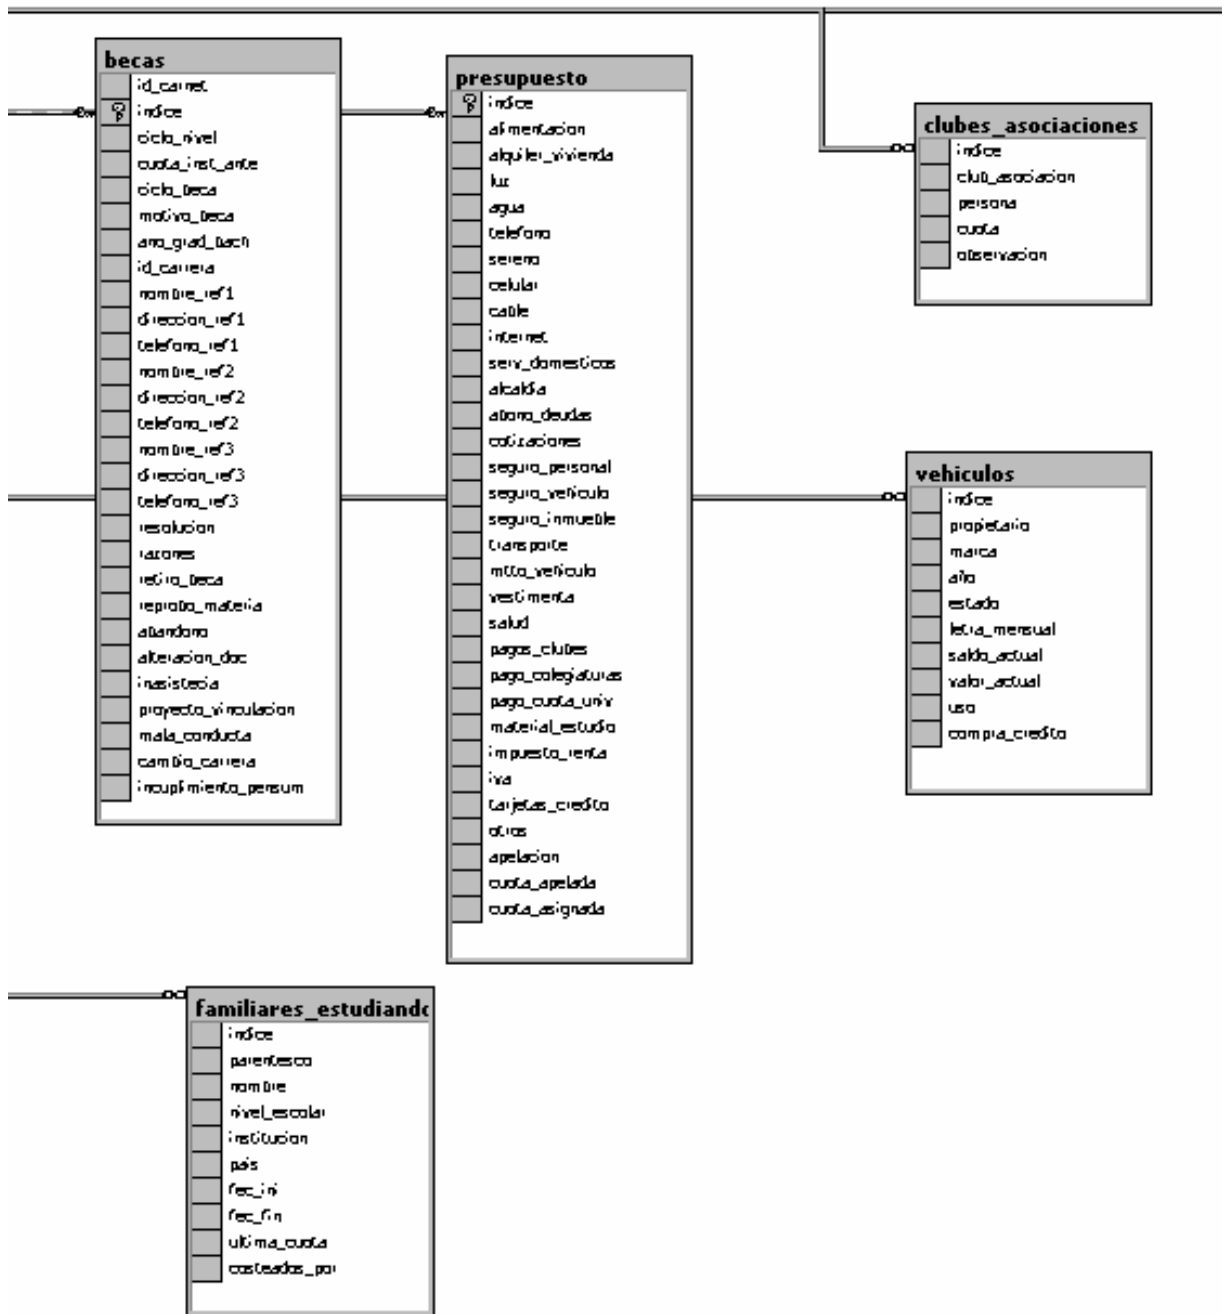 becas
id_carnet
indice
ciclo_nivel
cuota_inst_ante
ciclo_beca
motivo_beca
ano_grad_bach
id_carrera
nombre_ref1
direccion_ref1
telefono_ref1
nombre_ref2
direccion_ref2
telefono_ref2
nombre_ref3
direccion_ref3
telefono_ref3
resolucion
razones
retiro_beca
reprobo_materia
abandono
alteracion_doc
inasistecia
proyecto_vinculacion
mala_conducta
cambio_carrera
incuplimiento_pensum
presupuesto
indice
alimentacion
alquiler_vivienda
luz
agua
telefono
sereno
celular
cable
internet
serv_domesticos
alcaldia
abono_deudas
cotizaciones
seguro_personal
seguro_vehiculo
seguro_inmueble
transporte
mtto_vehiculo
vestimenta
salud
pagos_clubes
pago_colegiaturas
pago_cuota_univ
material_estudio
impuesto_renta
iva
tarjetas_credito
otros
apelacion
cuota_apelada
cuota_asignada
clubes_asociaciones
indice
club_asociacion
persona
cuota
observacion
vehiculos
indice
propietario
marca
año
estado
letra_mensual
saldo_actual
valor_actual
uso
compra_credito
familiares_estudiando
indice
parentesco
nombre
nivel_escolar
institucion
pais
fec_ini
fec_fin
ultima_cuota
costeados_por